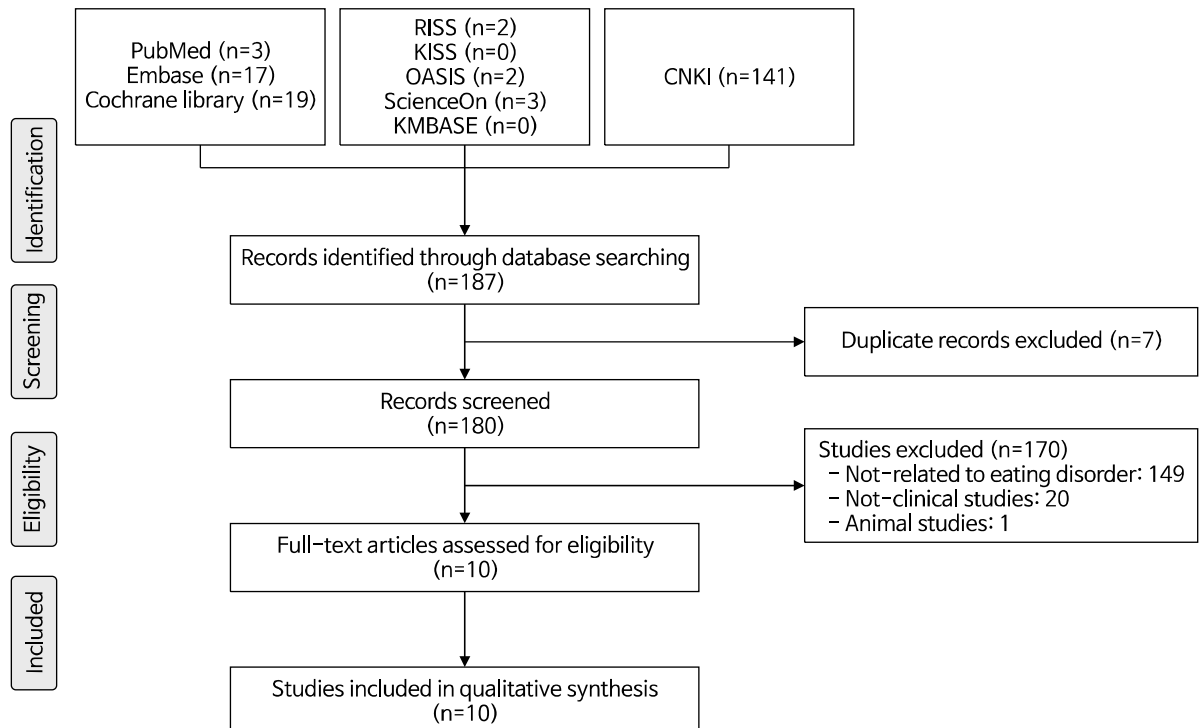 PubMed (n=3)
Embase (n=17)
Cochrane library (n=19)
RISS (n=2)
KISS (n=0)
OASIS (n=2)
ScienceOn (n=3)
KMBASE (n=0)
CNKI (n=141)
Identification
Records identified through database searching
(n=187)
Screening
Duplicate records excluded (n=7)
Records screened
(n=180)
Eligibility
Studies excluded (n=170)
- Not-related to eating disorder: 149
- Not-clinical studies: 20
- Animal studies: 1
Full-text articles assessed for eligibility
(n=10)
Included
Studies included in qualitative synthesis
(n=10)